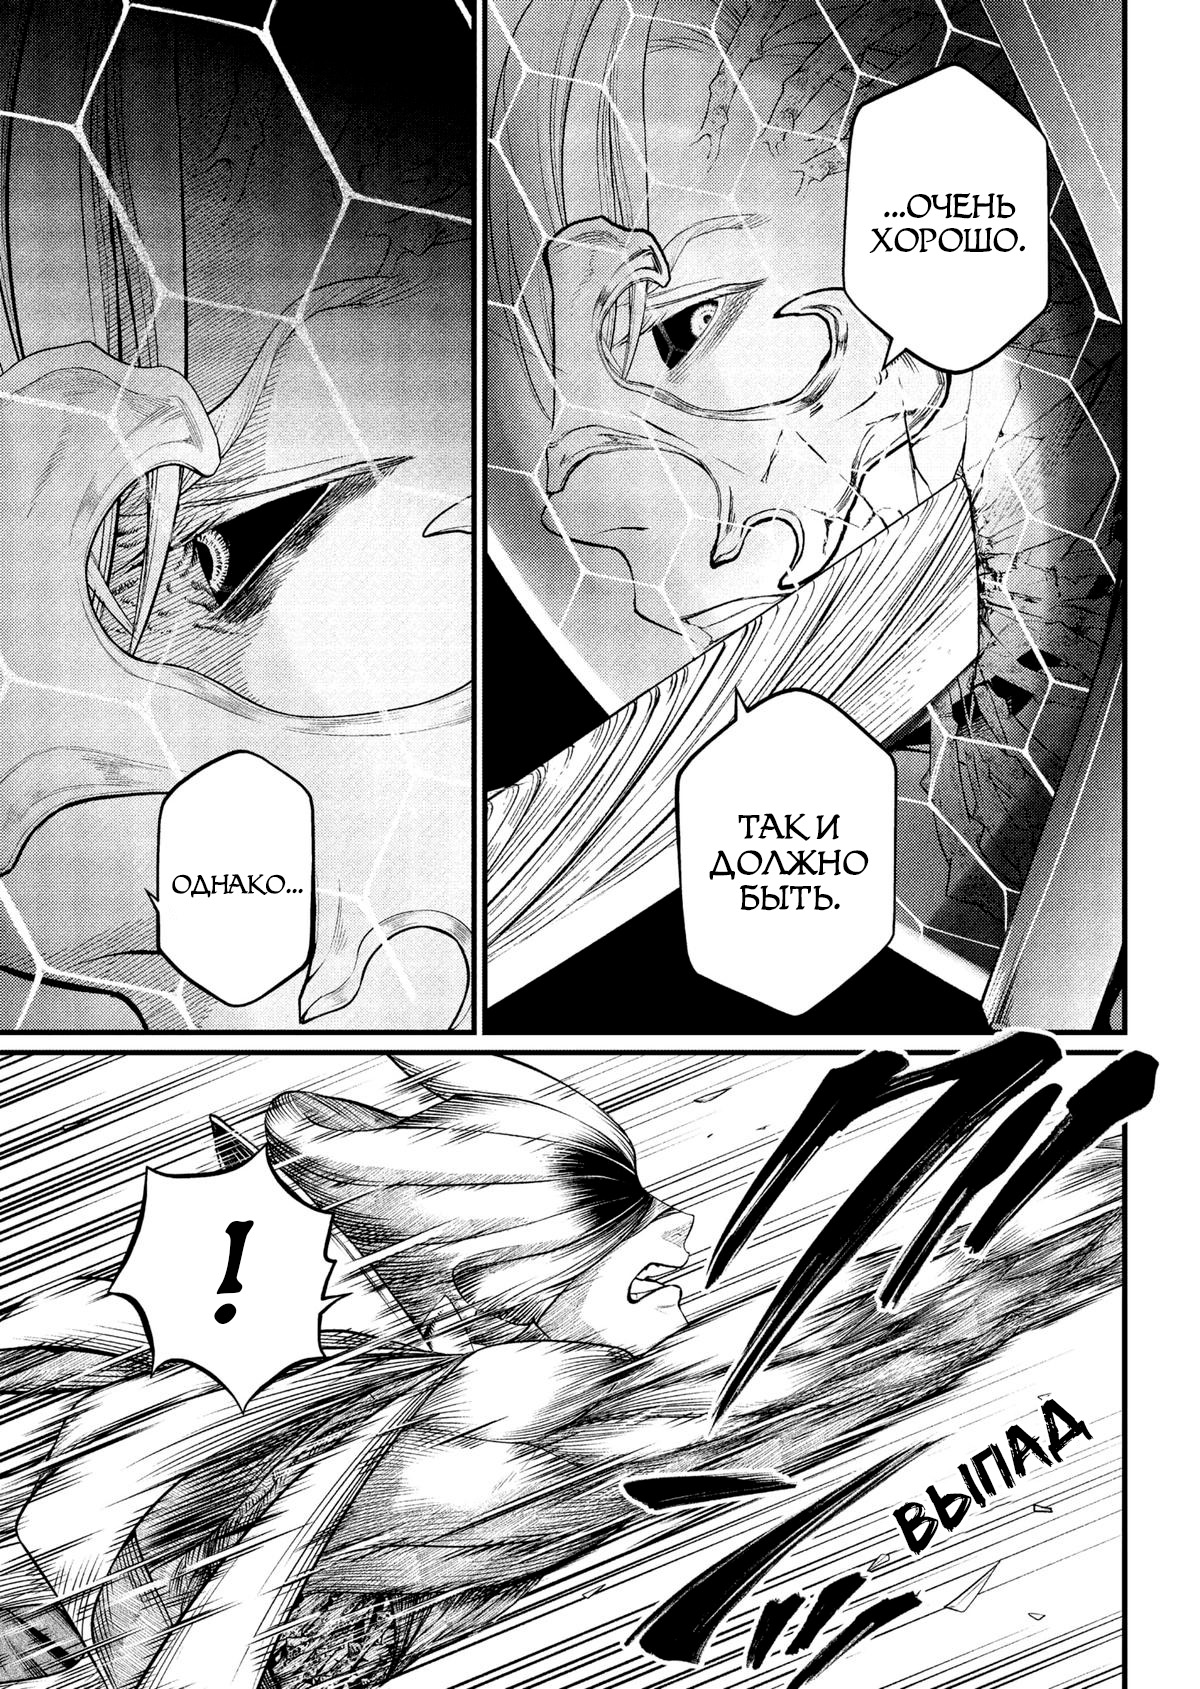 ...ОЧЕНЬ
ХОРОШО.
ТАК И
ДОЛЖНО
БЫТЬ.
ОДНАКО...
!
ВЫПАД